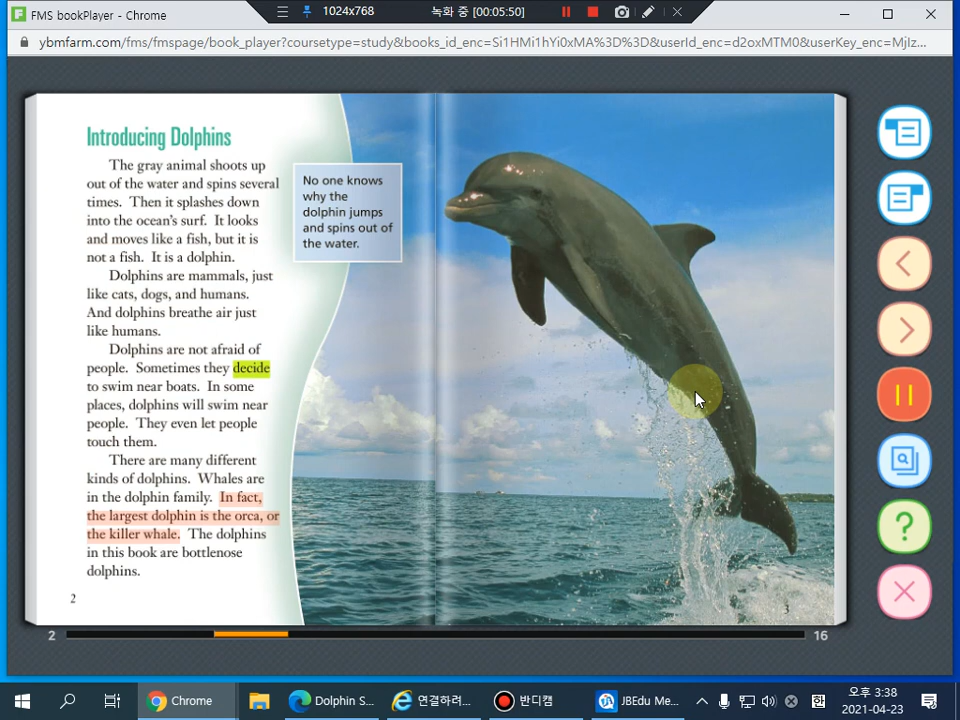 FMS bookPlayer - Chrome
1024x768
녹화 중 [00:05:50]
ybmfarm.com/fms/fmspage/book_player?coursetype=study&books_id_enc=Si1HMi1hYi0xMA%3D%3D&userId_enc=d2oxMTM0&userKey_enc=MjIz...
Introducing Dolphins
The gray animal shoots up
out of the water and spins several
times. Then it splashes down
into the ocean's surf. It looks
and moves like a fish, but it is
not a fish. It is a dolphin.
Dolphins are mammals, just
like cats, dogs, and humans.
And dolphins breathe air just
like humans.
Dolphins are not afraid of
people. Sometimes they decide
to swim near boats. In some
places, dolphins will swim near
people. They even let people
touch them.
There are many different
kinds of dolphins. Whales are
in the dolphin family. In fact,
the largest dolphin is the orca, or
the killer whale. The dolphins
in this book are bottlenose
dolphins.
2
No one knows
why the
dolphin jumps
and spins out of
the water.
3
2
16
Chrome
Dolphin S...
연결하려...
반디캠
JBEdu Me...
한
오후 3:38
2021-04-23